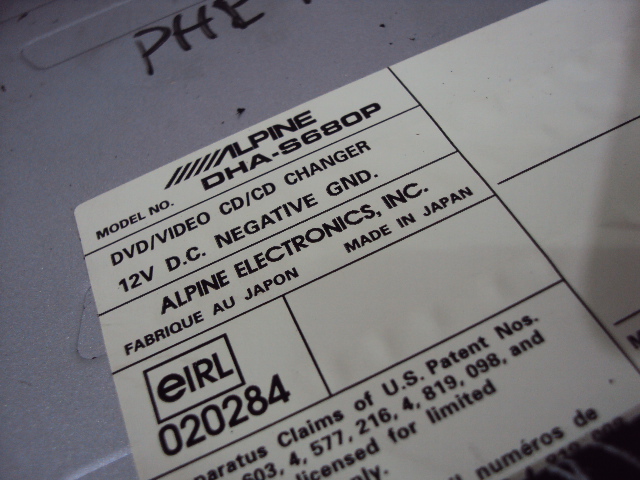 PHE
ALPINE
MODEL NO. DHA-S680P
DVD/VIDEO CD/CD CHANGER
12V D.C. NEGATIVE GND.
ALPINE ELECTRONICS, INC.
FABRIQUE AU JAPON MADE IN JAPAN
eIRL
020284
paratus Claims of U.S. Patent Nos.
603, 4, 577, 216, 4, 819, 098, and
licensed for limited
only.
numéros de